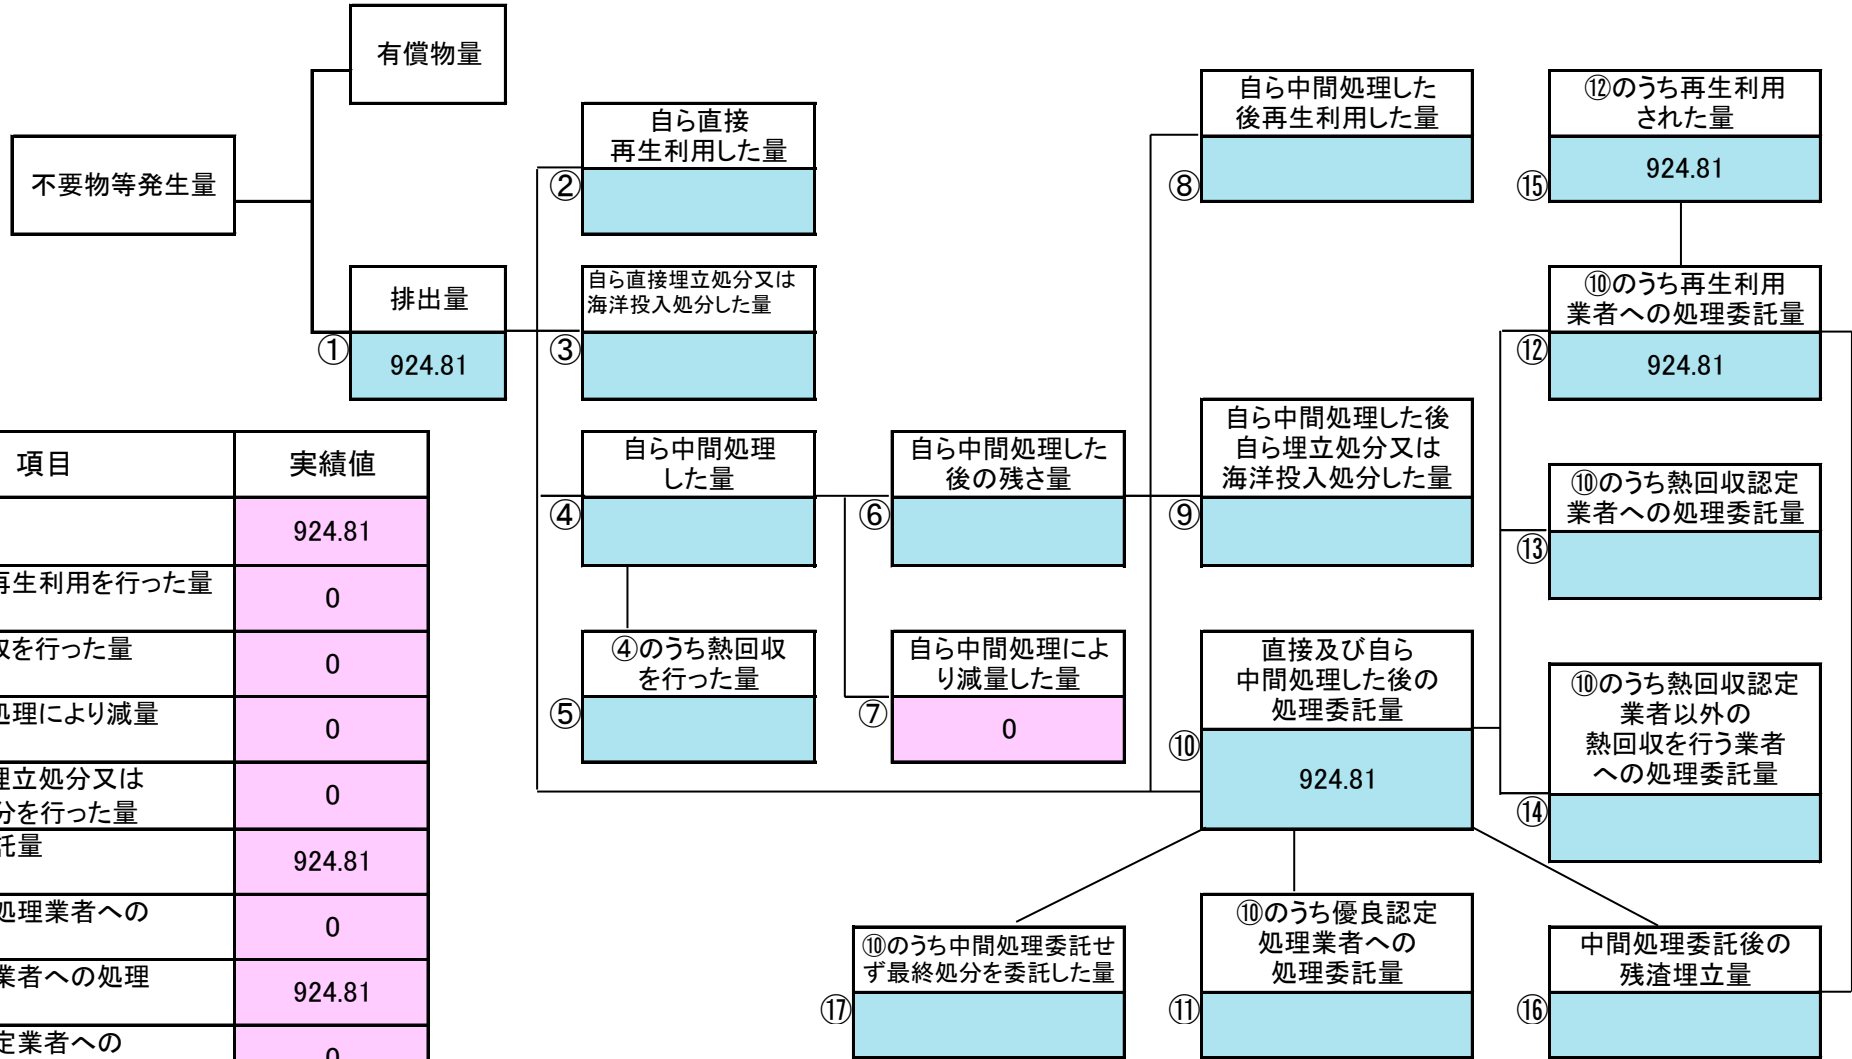 有償物量
不要物等発生量
排出量
①
924.81
自ら直接
再生利用した量
②
自ら直接埋立処分又は
海洋投入処分した量
③
自ら中間処理
した量
④
④のうち熱回収
を行った量
⑤
自ら中間処理した
後の残さ量
⑥
自ら中間処理によ
り減量した量
⑦
0
自ら中間処理した
後再生利用した量
⑧
自ら中間処理した後
自ら埋立処分又は
海洋投入処分した量
⑨
直接及び自ら
中間処理した後の
処理委託量
⑩
924.81
⑫のうち再生利用
された量
⑮
924.81
⑩のうち再生利用
業者への処理委託量
⑫
924.81
⑩のうち熱回収認定
業者への処理委託量
⑬
⑩のうち熱回収認定
業者以外の
熱回収を行う業者
への処理委託量
⑭
⑩のうち中間処理委託せ
ず最終処分を委託した量
⑰
⑩のうち優良認定
処理業者への
処理委託量
⑪
中間処理委託後の
残渣埋立量
⑯
項目 実績値
924.81
再生利用を行った量
0
を行った量
0
処理により減量
0
埋立処分又は
分を行った量
0
託量
924.81
処理業者への
0
業者への処理
924.81
定業者への
0